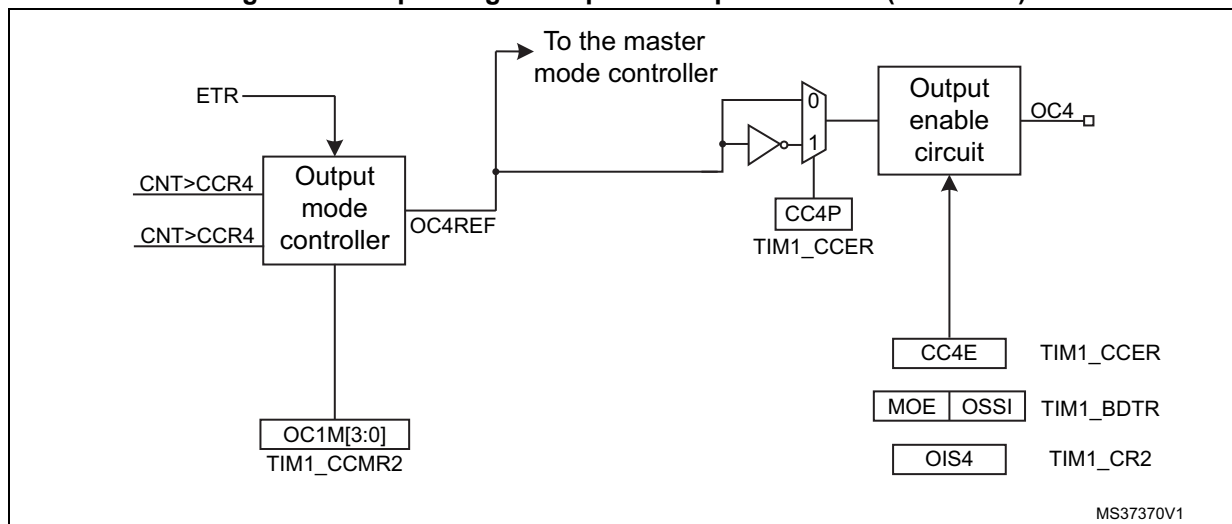 To the master
mode controller
ETR
CNT>CCR4
CNT>CCR4
Output
mode
controller
OC4REF
OC1M[3:0]
TIM1_CCMR2
0
1
CC4P
TIM1_CCER
Output
enable
circuit
OC4
CC4E TIM1_CCER
MOE OSSI TIM1_BDTR
OIS4 TIM1_CR2
MS37370V1